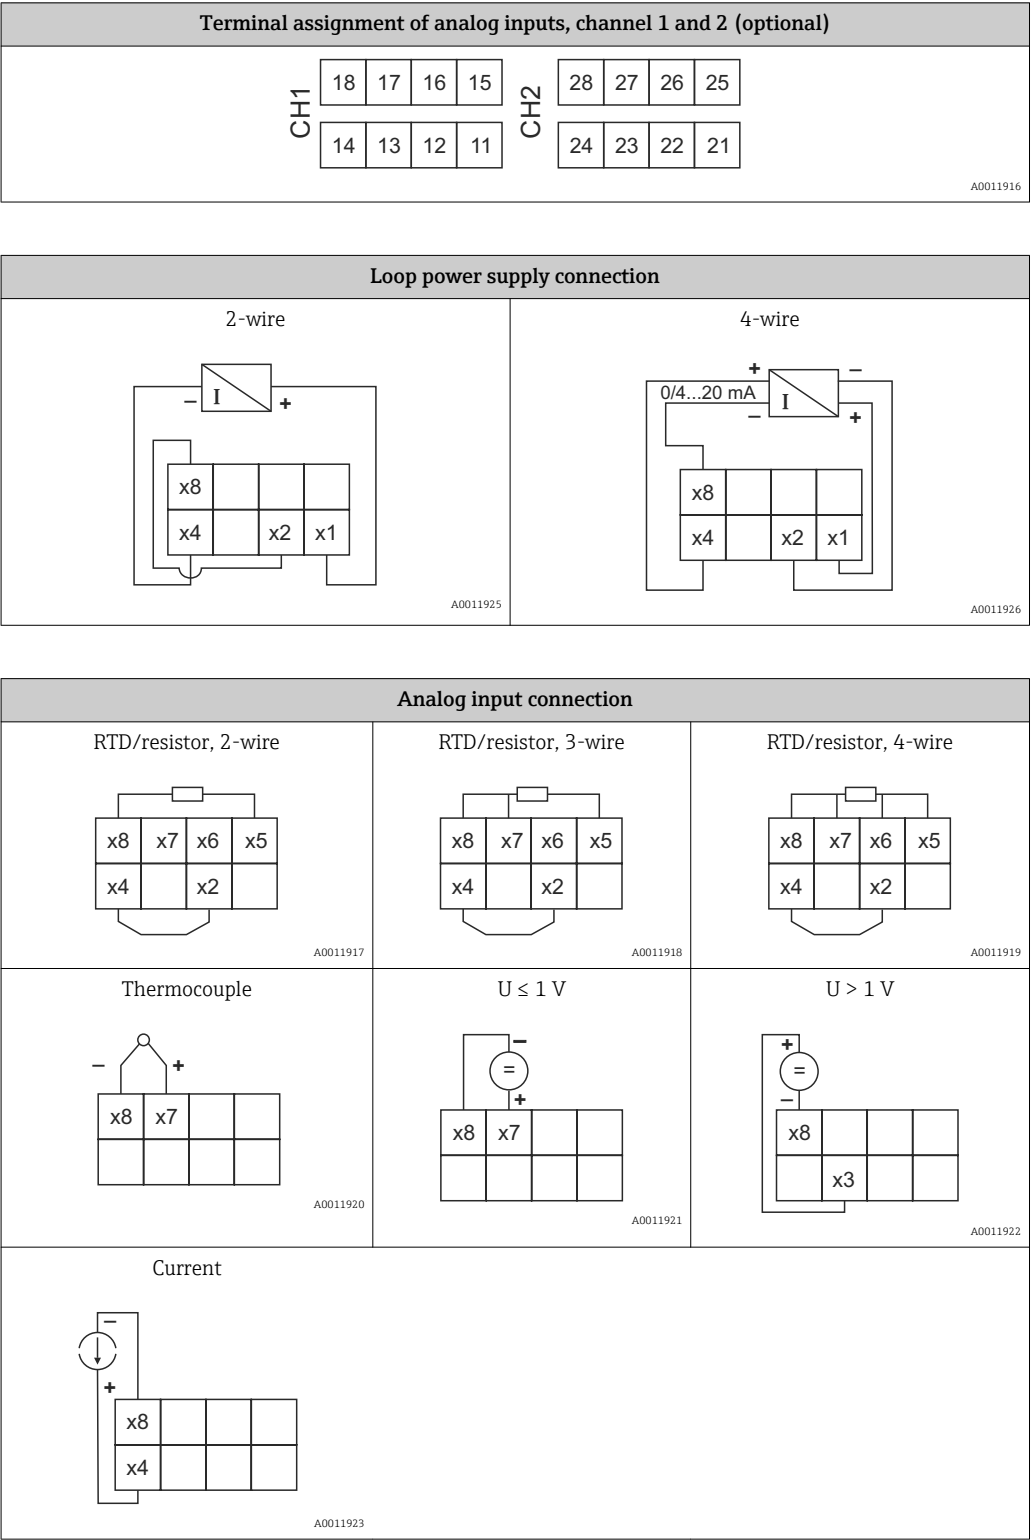 Terminal assignment of analog inputs, channel 1 and 2 (optional)
CH1
18 17 16 15
14 13 12 11
CH2
28 27 26 25
24 23 22 21
A0011916
Loop power supply connection
2-wire
– I +
x8
x4 x2 x1
A0011925
4-wire
+ –
0/4...20 mA I
– +
x8
x4 x2 x1
A0011926
Analog input connection
RTD/resistor, 2-wire
x8 x7 x6 x5
x4 x2
A0011917
RTD/resistor, 3-wire
x8 x7 x6 x5
x4 x2
A0011918
RTD/resistor, 4-wire
x8 x7 x6 x5
x4 x2
A0011919
Thermocouple
– +
x8 x7
A0011920
U ≤ 1 V
–
=
+
x8 x7
A0011921
U > 1 V
+
=
–
x8
x3
A0011922
Current
–
+
x8
x4
A0011923